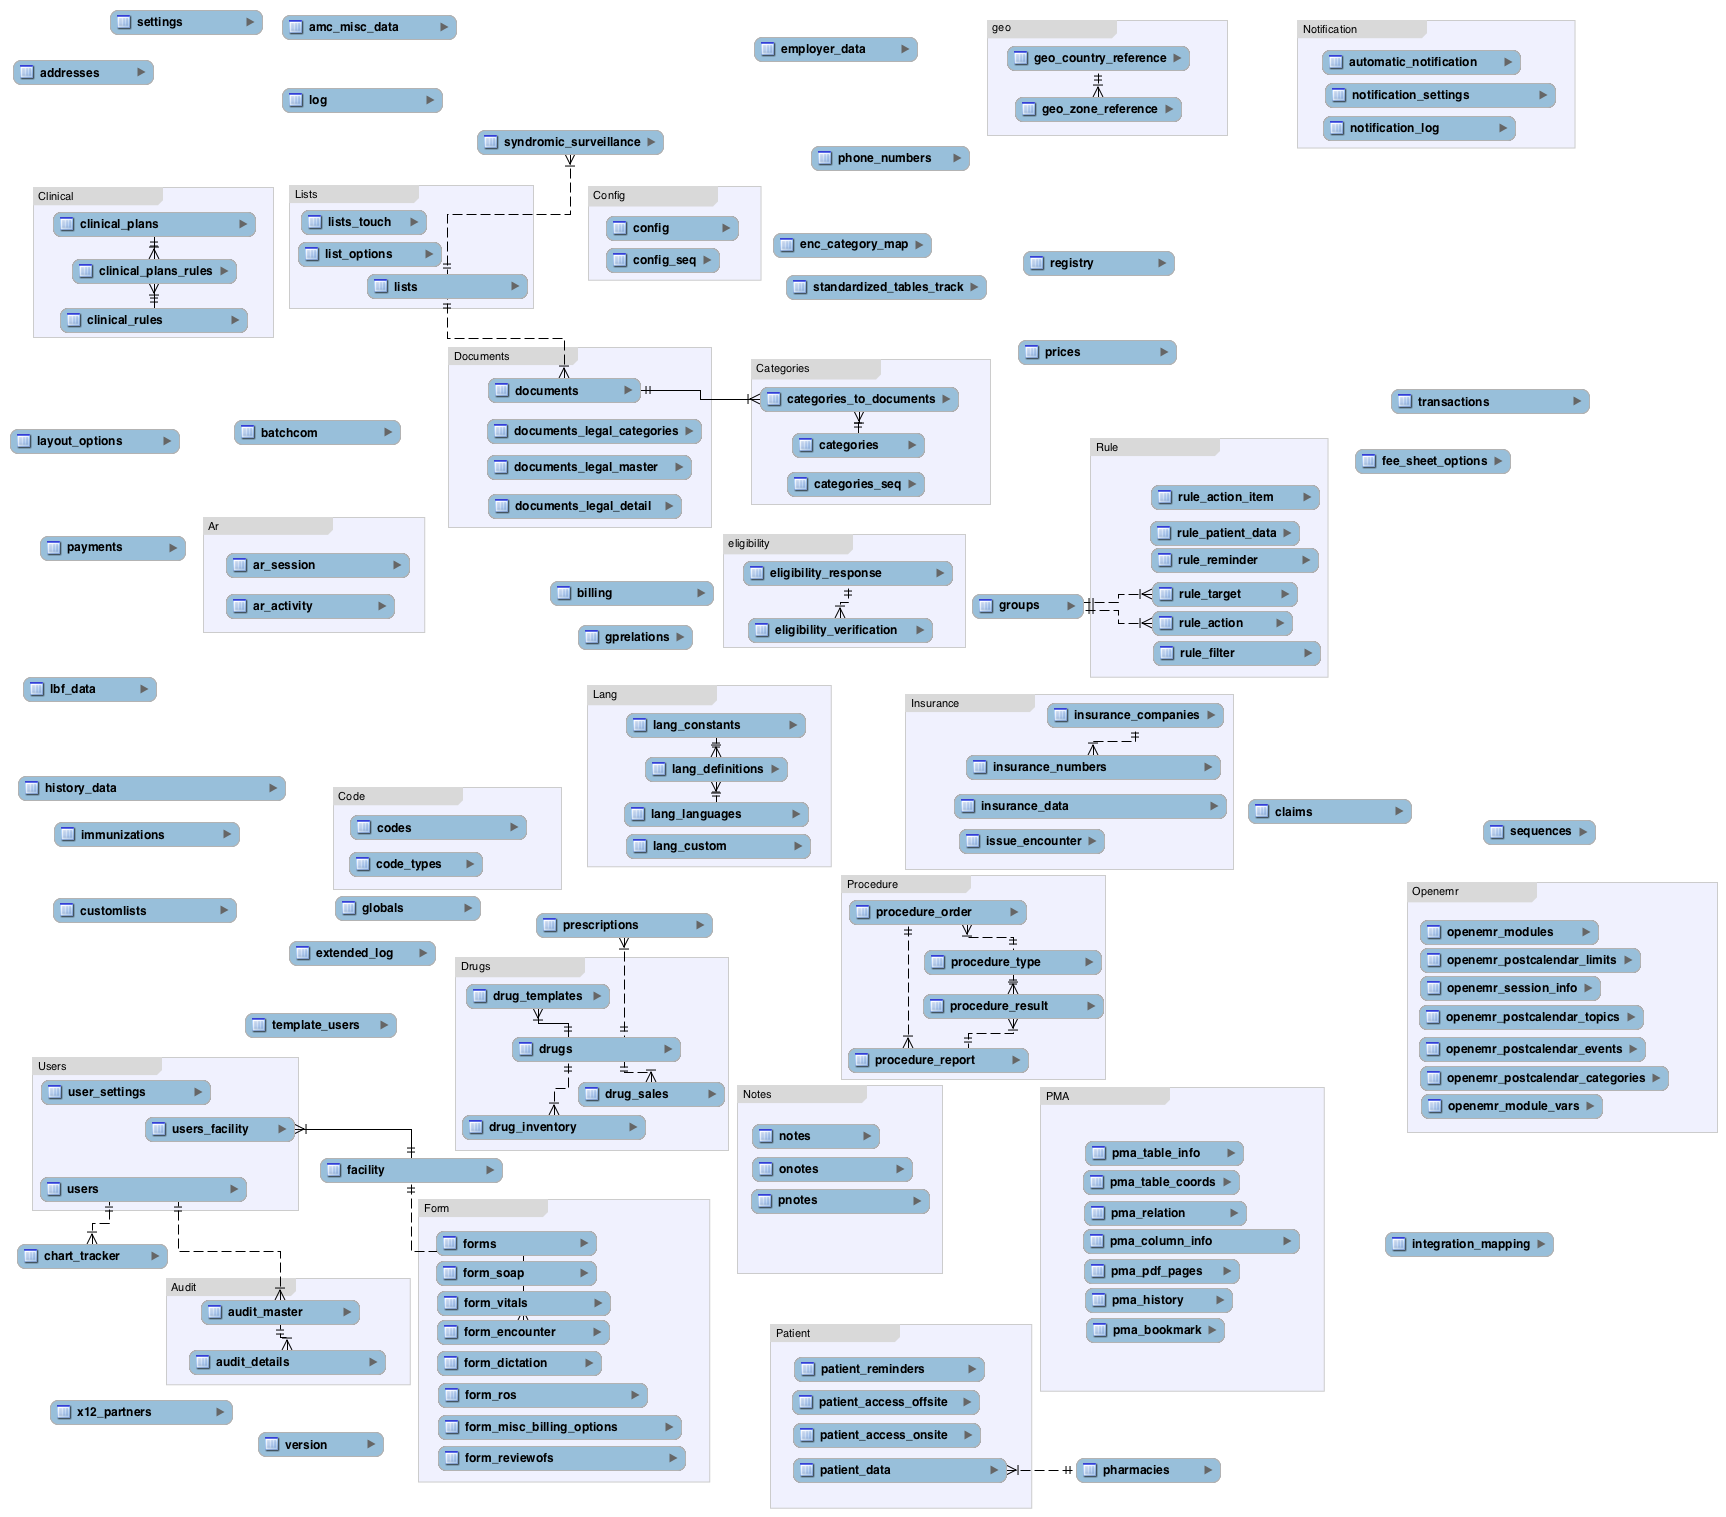 settings
amc_misc_data
employer_data
addresses
log
geo
geo_country_reference
geo_zone_reference
Notification
automatic_notification
notification_settings
notification_log
syndromic_surveillance
phone_numbers
Clinical
clinical_plans
clinical_plans_rules
clinical_rules
Lists
lists_touch
list_options
lists
Config
config
config_seq
enc_category_map
standardized_tables_track
registry
prices
Documents
documents
documents_legal_categories
documents_legal_master
documents_legal_detail
Categories
categories_to_documents
categories
categories_seq
transactions
fee_sheet_options
layout_options
batchcom
Rule
rule_action_item
rule_patient_data
rule_reminder
rule_target
rule_action
rule_filter
payments
Ar
ar_session
ar_activity
eligibility
eligibility_response
eligibility_verification
billing
gprelations
groups
lbf_data
Lang
lang_constants
lang_definitions
lang_languages
lang_custom
Insurance
insurance_companies
insurance_numbers
insurance_data
issue_encounter
claims
sequences
history_data
immunizations
customlists
Code
codes
code_types
globals
extended_log
prescriptions
Procedure
procedure_order
procedure_type
procedure_result
procedure_report
Openemr
openemr_modules
openemr_postcalendar_limits
openemr_session_info
openemr_postcalendar_topics
openemr_postcalendar_events
openemr_postcalendar_categories
openemr_module_vars
Drugs
drug_templates
drugs
drug_sales
drug_inventory
template_users
Users
user_settings
users_facility
users
facility
chart_tracker
Notes
notes
onotes
pnotes
PMA
pma_table_info
pma_table_coords
pma_relation
pma_column_info
pma_pdf_pages
pma_history
pma_bookmark
integration_mapping
Audit
audit_master
audit_details
Form
forms
form_soap
form_vitals
form_encounter
form_dictation
form_ros
form_misc_billing_options
form_reviewofs
x12_partners
version
Patient
patient_reminders
patient_access_offsite
patient_access_onsite
patient_data
pharmacies